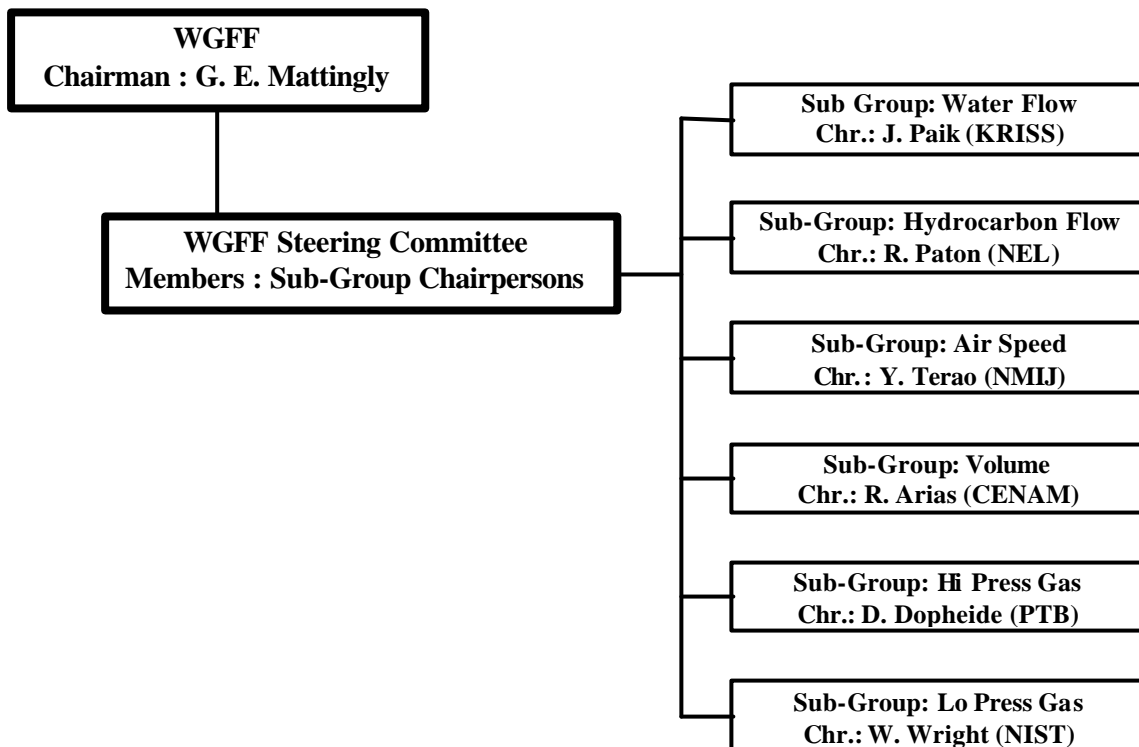 WGFF
Chairman : G. E. Mattingly
WGFF Steering Committee
Members : Sub-Group Chairpersons
Sub Group: Water Flow
Chr.: J. Paik (KRISS)
Sub-Group: Hydrocarbon Flow
Chr.: R. Paton (NEL)
Sub-Group: Air Speed
Chr.: Y. Terao (NMIJ)
Sub-Group: Volume
Chr.: R. Arias (CENAM)
Sub-Group: Hi Press Gas
Chr.: D. Dopheide (PTB)
Sub-Group: Lo Press Gas
Chr.: W. Wright (NIST)